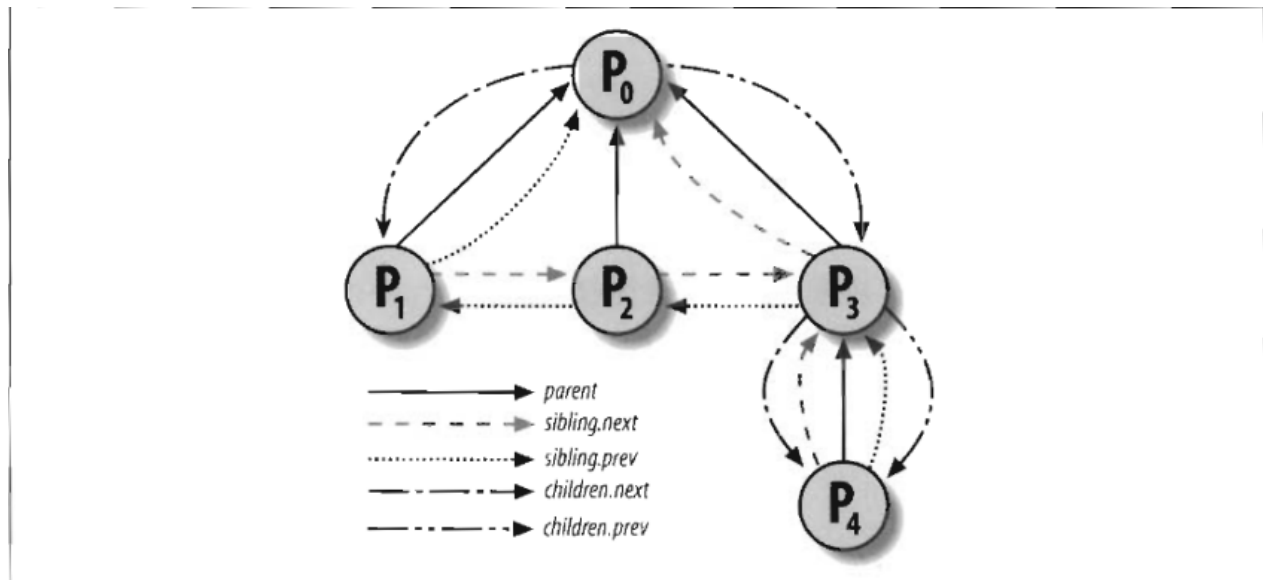 P0
P1 P2 P3
parent
sibling.next
sibling.prev
children.next
children.prev
P4